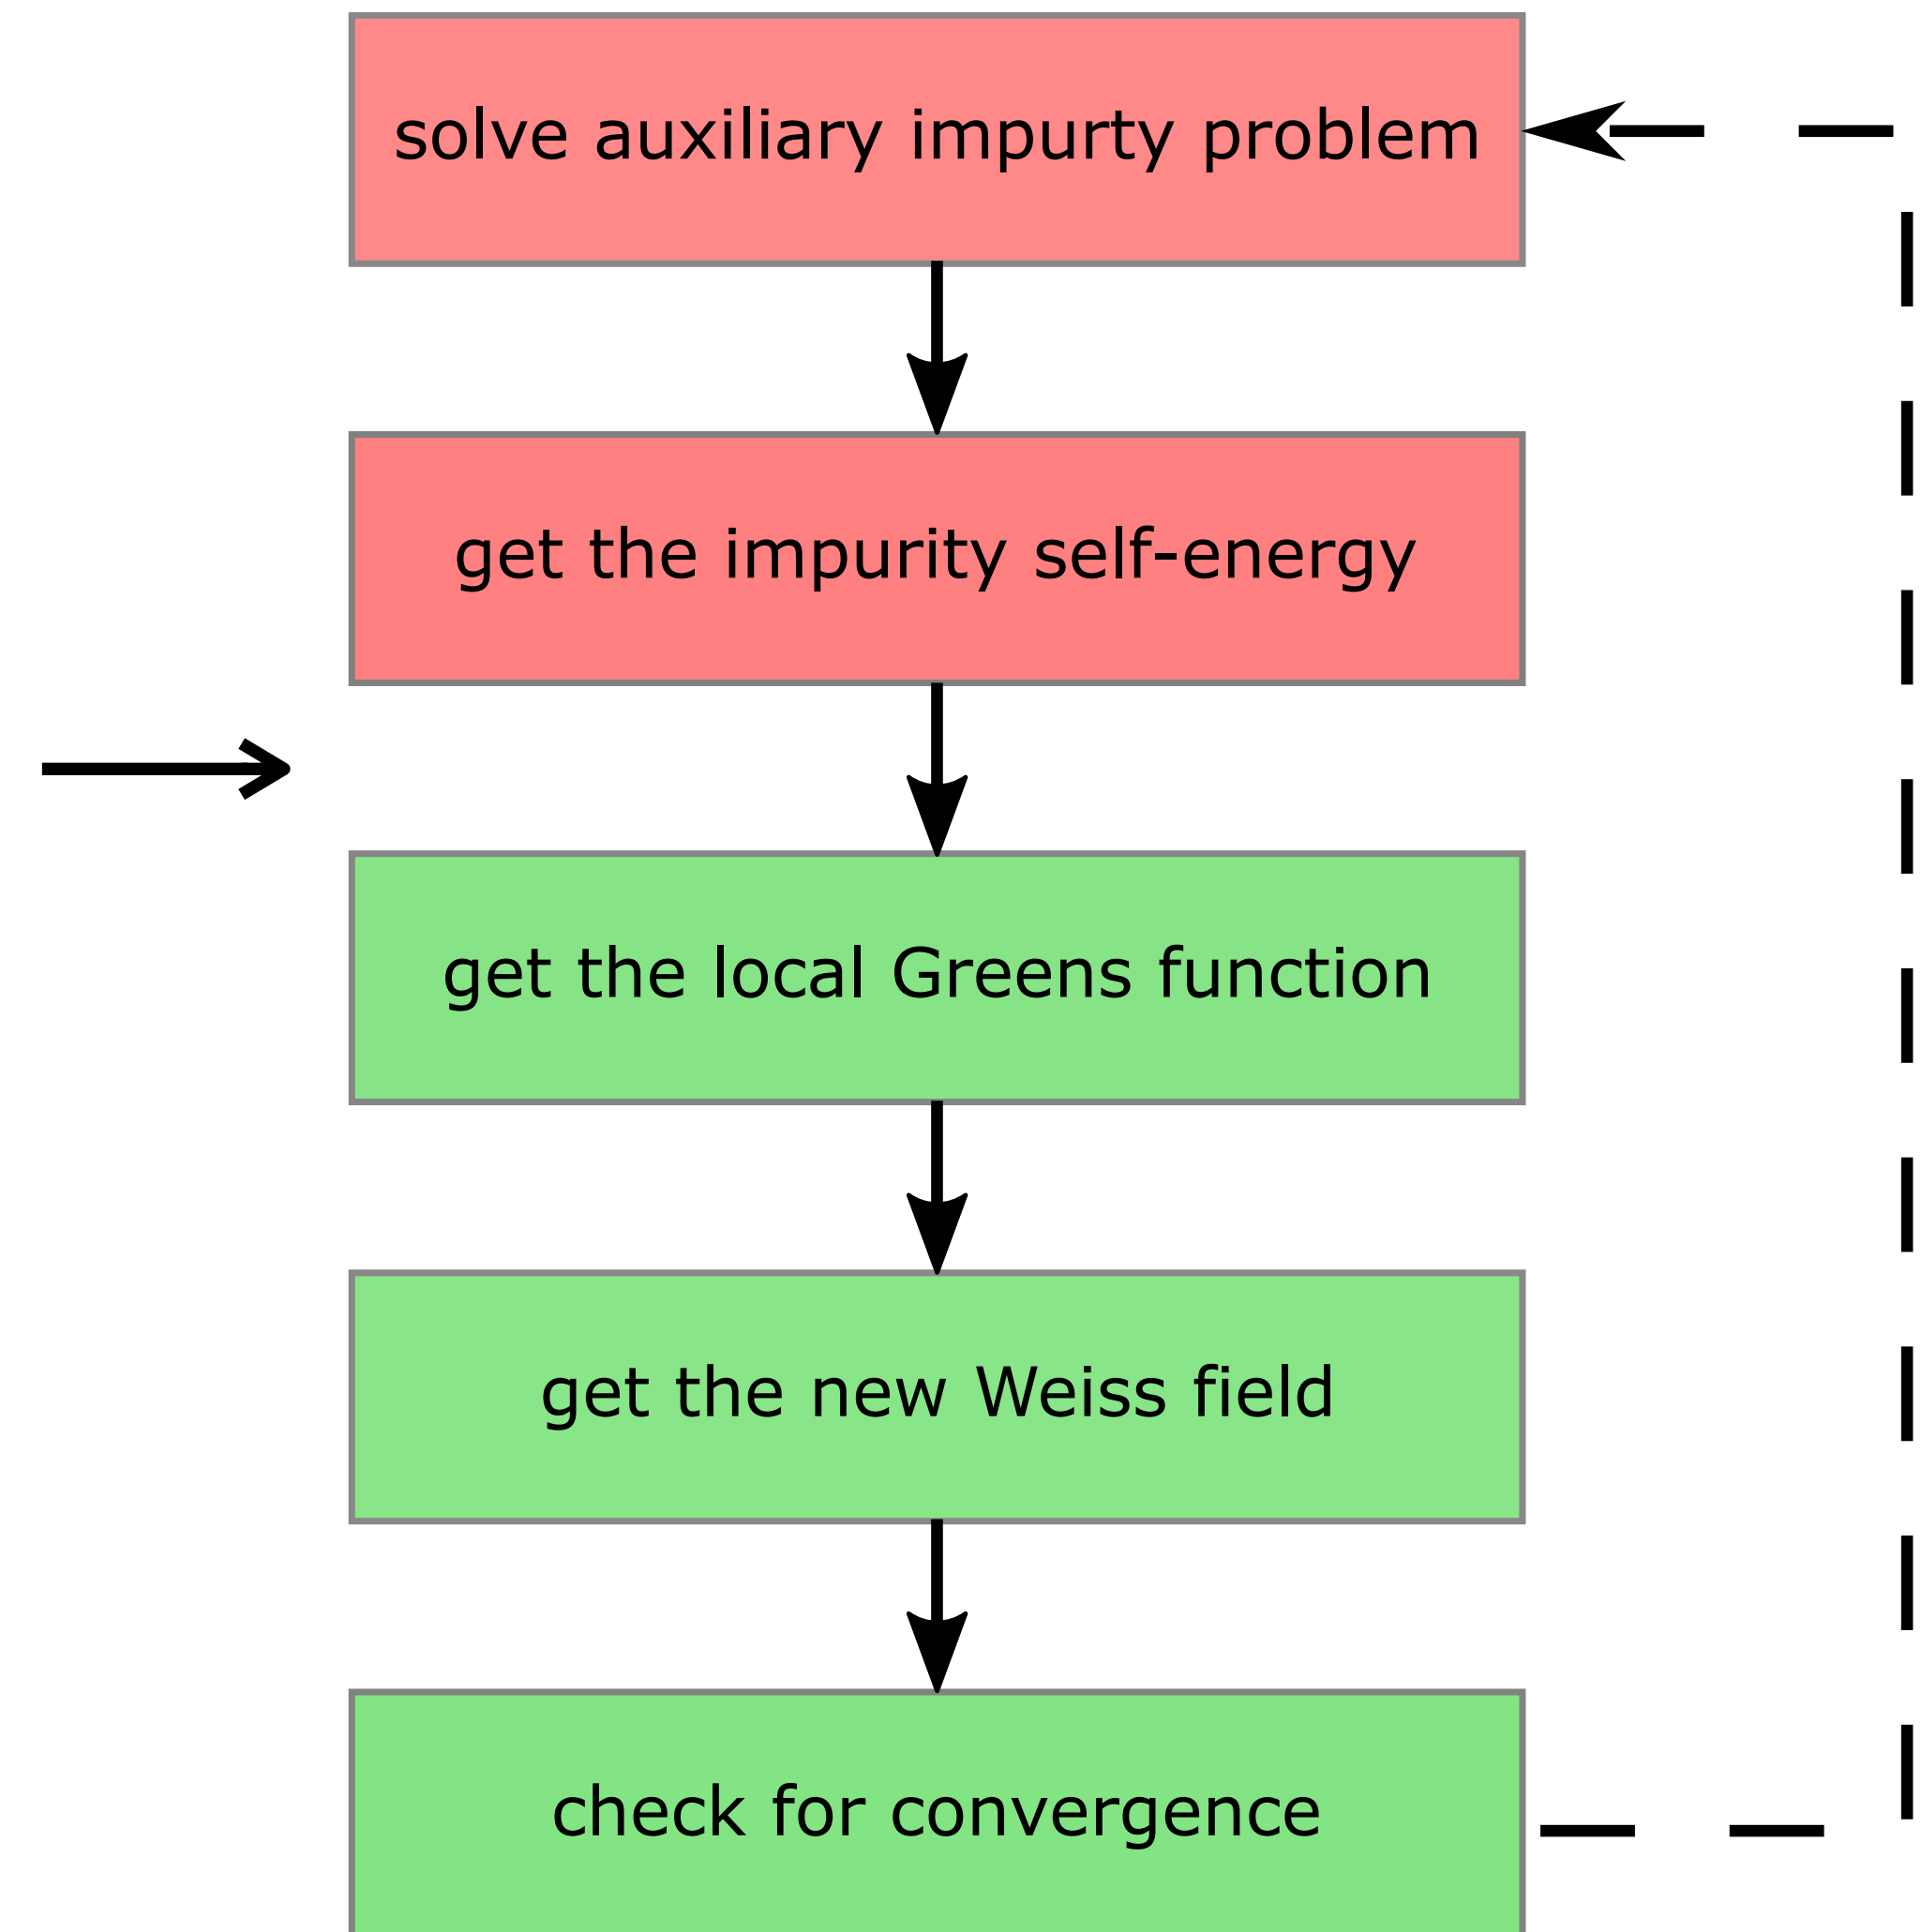 solve auxiliary impurty problem
get the impurity self-energy
get the local Greens function
get the new Weiss field
check for convergence